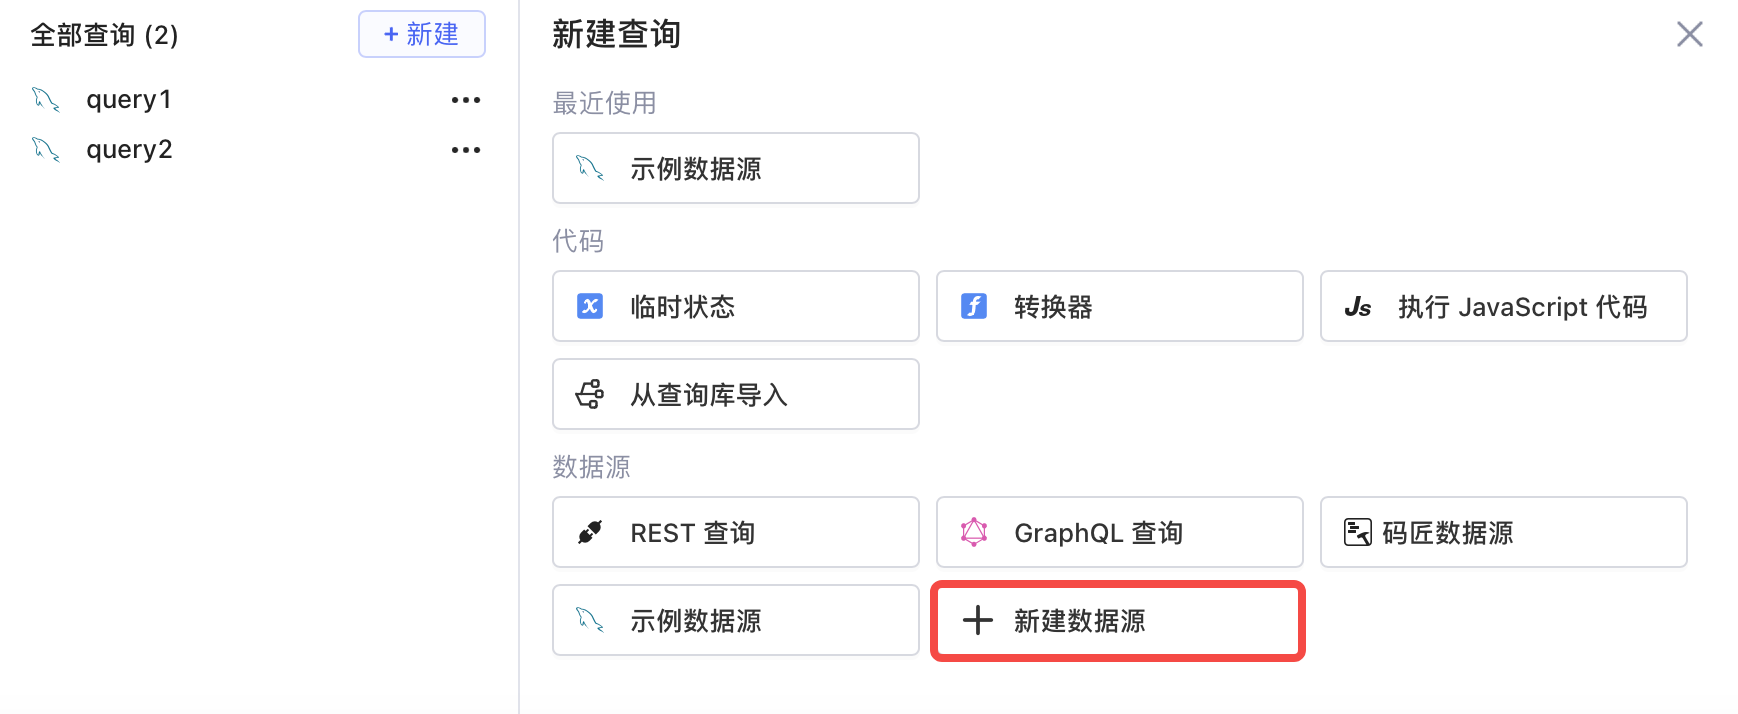 全部查询 (2)
+ 新建
query1
query2
新建查询
最近使用
示例数据源
代码
临时状态
转换器
Js 执行 JavaScript 代码
从查询库导入
数据源
REST 查询
GraphQL 查询
码匠数据源
示例数据源
新建数据源